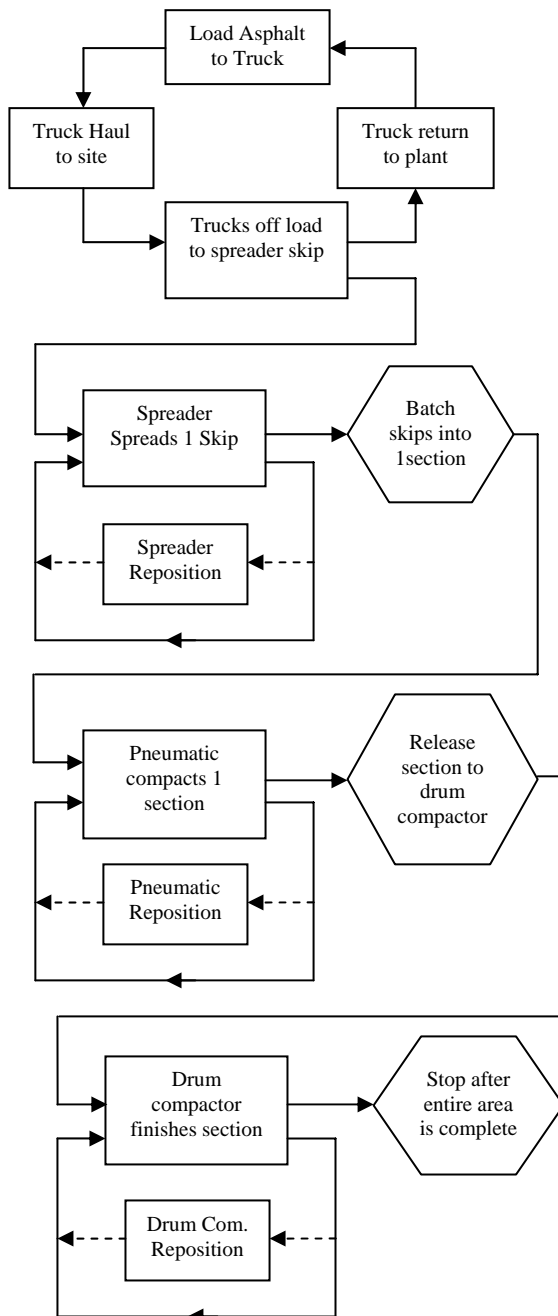 Load Asphalt
to Truck
Truck Haul
to site
Truck return
to plant
Trucks off load
to spreader skip
Spreader
Spreads 1 Skip
Batch
skips into
1section
Spreader
Reposition
Pneumatic
compacts 1
section
Release
section to
drum
compactor
Pneumatic
Reposition
Drum
compactor
finishes section
Stop after
entire area
is complete
Drum Com.
Reposition